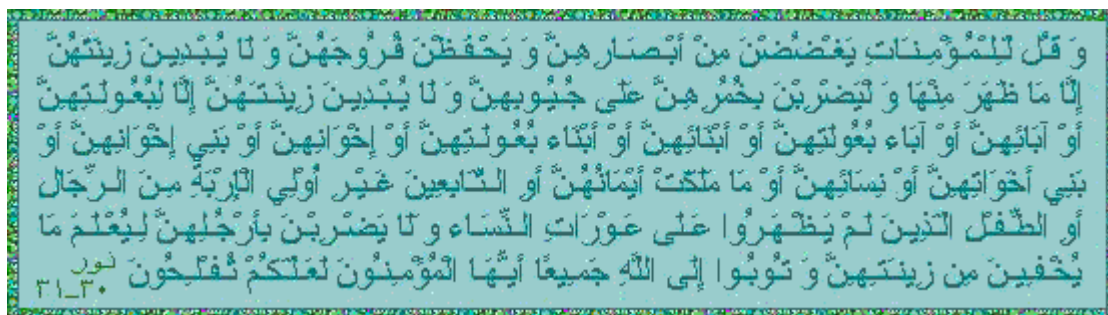 وَ قُل لِّلْمُؤْمِنَاتِ يَغْضُضْنَ مِنْ أَبْصَارِهِنَّ وَ يَحْفَظْنَ فُرُوجَهُنَّ وَ لَا يُبْدِينَ زِينَتَهُنَّ
إِلَّا مَا ظَهَرَ مِنْهَا وَ لْيَضْرِبْنَ بِخُمُرِهِنَّ عَلَى جُيُوبِهِنَّ وَ لَا يُبْدِينَ زِينَتَهُنَّ إِلَّا لِبُعُولَتِهِنَّ
أَوْ آبَائِهِنَّ أَوْ آبَاء بُعُولَتِهِنَّ أَوْ أَبْنَائِهِنَّ أَوْ أَبْنَاء بُعُولَتِهِنَّ أَوْ إِخْوَانِهِنَّ أَوْ بَنِي إِخْوَانِهِنَّ أَوْ
بَنِي أَخَوَاتِهِنَّ أَوْ نِسَائِهِنَّ أَوْ مَا مَلَكَتْ أَيْمَانُهُنَّ أَوِ التَّابِعِينَ غَيْرِ أُوْلِي الْإِرْبَةِ مِنَ الرِّجَالِ
أَوِ الطِّفْلِ الَّذِينَ لَمْ يَظْهَرُوا عَلَى عَوْرَاتِ النِّسَاء وَ لَا يَضْرِبْنَ بِأَرْجُلِهِنَّ لِيُعْلَمَ مَا
يُخْفِينَ مِن زِينَتِهِنَّ وَ تُوبُوا إِلَى اللَّهِ جَمِيعًا أَيُّهَا الْمُؤْمِنُونَ لَعَلَّكُمْ تُفْلِحُونَ نور
٣٠_٣١